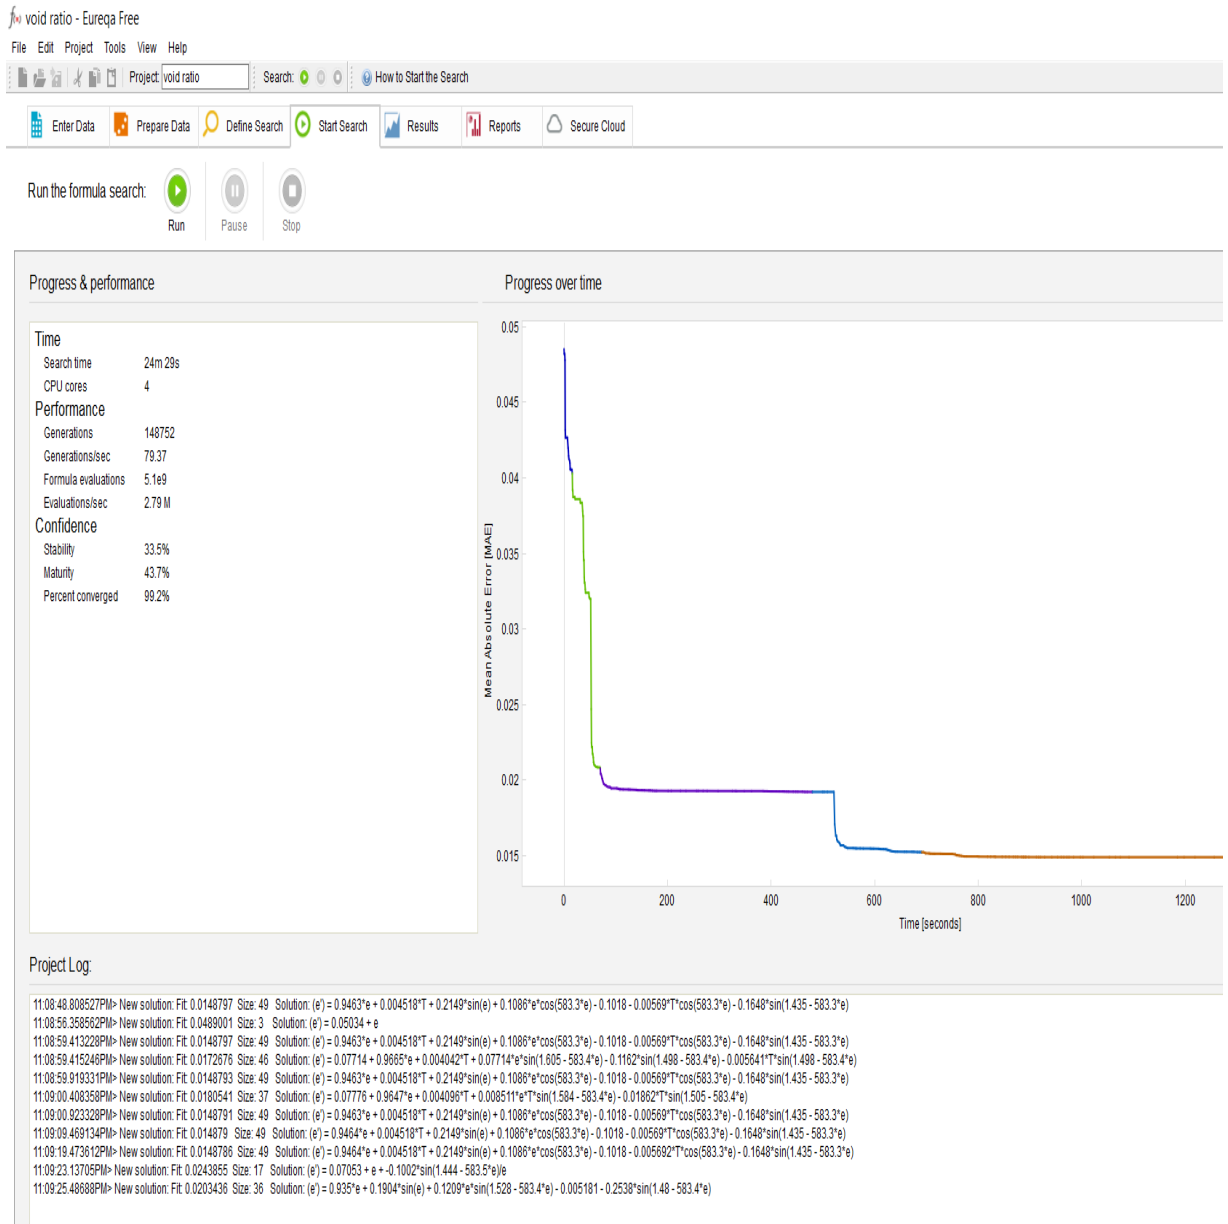 void ratio - Eureqa Free
File Edit Project Tools View Help
Project: void ratio Search: How to Start the Search
Enter Data Prepare Data Define Search Start Search Results Reports Secure Cloud
Run the formula search:
Run Pause Stop
Progress & performance
Time
Search time 24m 29s
CPU cores 4
Performance
Generations 148752
Generations/sec 79.37
Formula evaluations 5.1e9
Evaluations/sec 2.79 M
Confidence
Stability 33.5%
Maturity 43.7%
Percent converged 99.2%
Progress over time
0.05
0.045
0.04
0.035
0.03
0.025
0.02
0.015
Mean Absolute Error [MAE]
0 200 400 600 800 1000 1200
Time [seconds]
Project Log:
11:08:48.808527PM> New solution: Fit: 0.0148797 Size: 49 Solution: (e') = 0.9463*e + 0.004518*T + 0.2149*sin(e) + 0.1086*e*cos(583.3*e) - 0.1018 - 0.00569*T*cos(583.3*e) - 0.1648*sin(1.435 - 583.3*e)
11:08:56.358562PM> New solution: Fit: 0.0489001 Size: 3 Solution: (e') = 0.05034 + e
11:08:59.413228PM> New solution: Fit: 0.0148797 Size: 49 Solution: (e') = 0.9463*e + 0.004518*T + 0.2149*sin(e) + 0.1086*e*cos(583.3*e) - 0.1018 - 0.00569*T*cos(583.3*e) - 0.1648*sin(1.435 - 583.3*e)
11:08:59.415246PM> New solution: Fit: 0.0172676 Size: 46 Solution: (e') = 0.07714 + 0.9665*e + 0.004042*T + 0.07714*e*sin(1.605 - 583.4*e) - 0.1162*sin(1.498 - 583.4*e) - 0.005641*T*sin(1.498 - 583.4*e)
11:08:59.919331PM> New solution: Fit: 0.0148793 Size: 49 Solution: (e') = 0.9463*e + 0.004518*T + 0.2149*sin(e) + 0.1086*e*cos(583.3*e) - 0.1018 - 0.00569*T*cos(583.3*e) - 0.1648*sin(1.435 - 583.3*e)
11:09:00.408358PM> New solution: Fit: 0.0180541 Size: 37 Solution: (e') = 0.07776 + 0.9647*e + 0.004096*T + 0.008511*e*T*sin(1.584 - 583.4*e) - 0.01862*T*sin(1.505 - 583.4*e)
11:09:00.923328PM> New solution: Fit: 0.0148791 Size: 49 Solution: (e') = 0.9463*e + 0.004518*T + 0.2149*sin(e) + 0.1086*e*cos(583.3*e) - 0.1018 - 0.00569*T*cos(583.3*e) - 0.1648*sin(1.435 - 583.3*e)
11:09:09.469134PM> New solution: Fit: 0.014879 Size: 49 Solution: (e') = 0.9464*e + 0.004518*T + 0.2149*sin(e) + 0.1086*e*cos(583.3*e) - 0.1018 - 0.00569*T*cos(583.3*e) - 0.1648*sin(1.435 - 583.3*e)
11:09:19.473612PM> New solution: Fit: 0.0148786 Size: 49 Solution: (e') = 0.9464*e + 0.004518*T + 0.2149*sin(e) + 0.1086*e*cos(583.3*e) - 0.1018 - 0.005692*T*cos(583.3*e) - 0.1648*sin(1.435 - 583.3*e)
11:09:23.13705PM> New solution: Fit: 0.0243855 Size: 17 Solution: (e') = 0.07053 + e + -0.1002*sin(1.444 - 583.5*e)/e
11:09:25.48688PM> New solution: Fit: 0.0203436 Size: 36 Solution: (e') = 0.935*e + 0.1904*sin(e) + 0.1209*e*sin(1.528 - 583.4*e) - 0.005181 - 0.2538*sin(1.48 - 583.4*e)